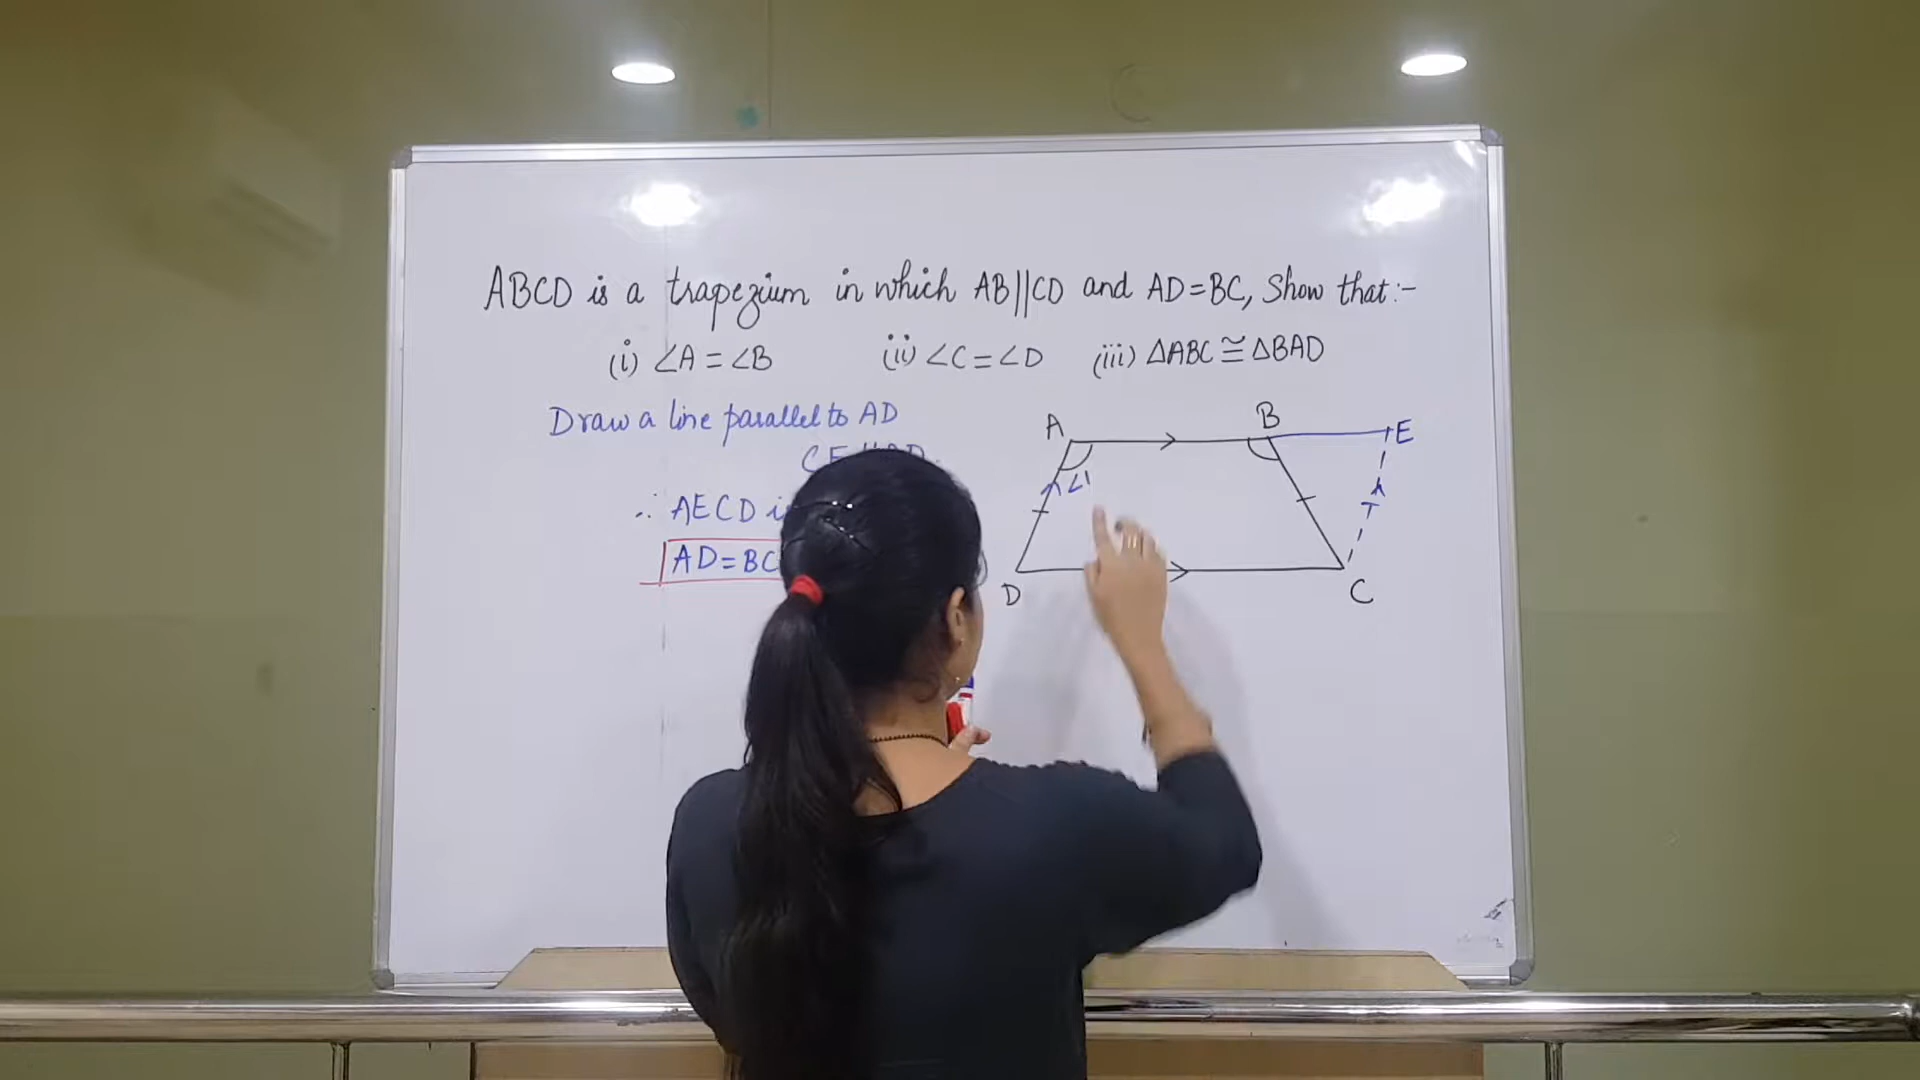 ABCD is a trapezium in which AB||CD and AD=BC, Show that:-
(i) ∠A = ∠B (ii) ∠C = ∠D (iii) ΔABC ≅ ΔBAD
Draw a line parallel to AD
∴ AECD
AD=BC
A B E
∠1
D C